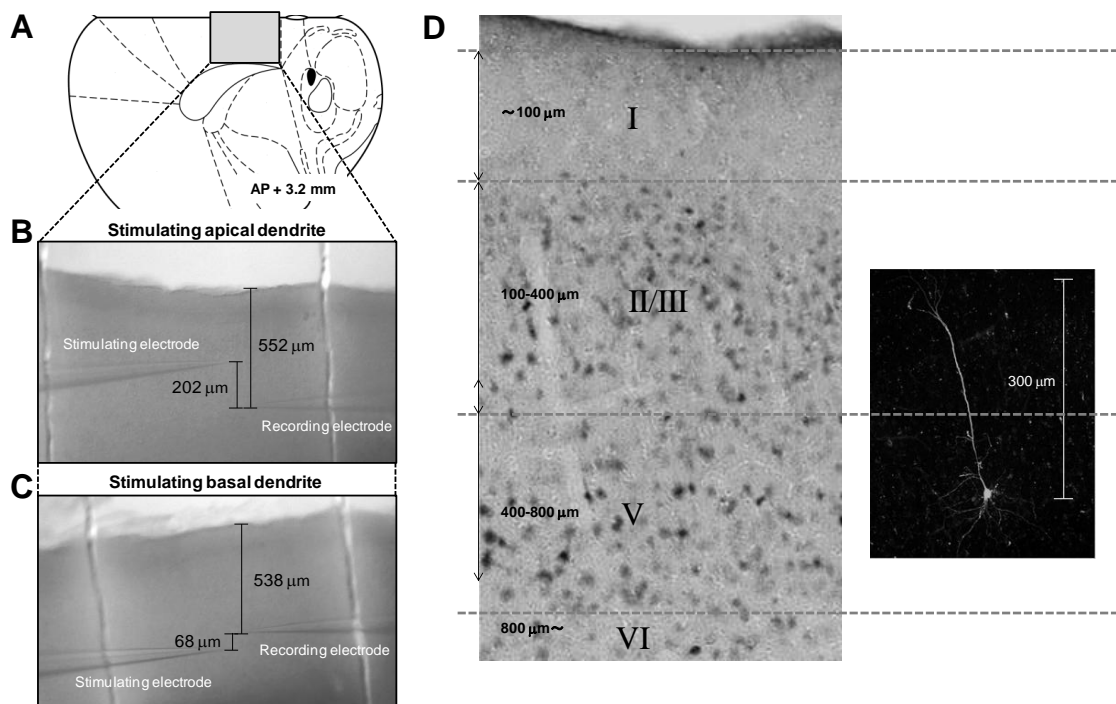 A
AP + 3.2 mm
B
Stimulating apical dendrite
Stimulating electrode
552 μm
202 μm
Recording electrode
C
Stimulating basal dendrite
538 μm
68 μm
Recording electrode
Stimulating electrode
D
~100 μm
I
100-400 μm
II/III
300 μm
400-800 μm
V
800 μm~
VI